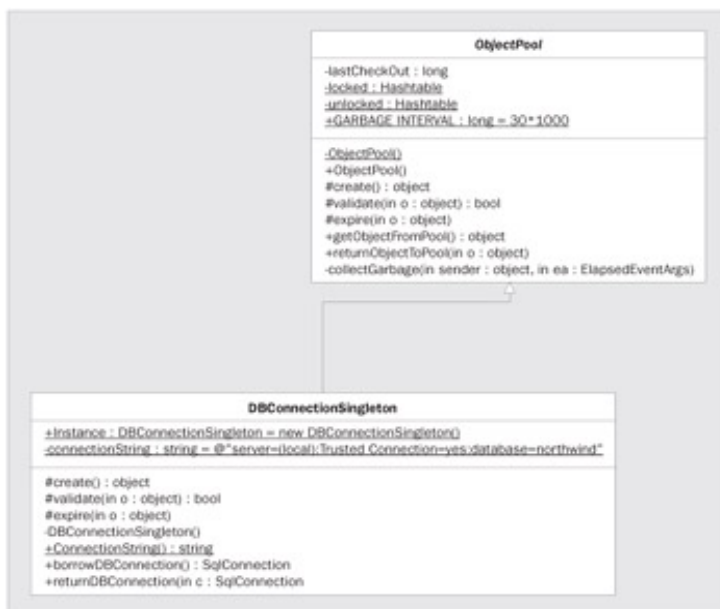 ObjectPool
-lastCheckOut : long
-locked : Hashtable
-unlocked : Hashtable
+GARBAGE INTERVAL : long = 30*1000
-ObjectPool()
+ObjectPool()
#create() : object
#validate(in o : object) : bool
#expire(in o : object)
+getObjectFromPool() : object
+returnObjectToPool(in o : object)
-collectGarbage(in sender : object, in ea : ElapsedEventArgs)
DBConnectionSingleton
+Instance : DBConnectionSingleton = new DBConnectionSingleton()
-connectionString : string = @"server=(local);Trusted Connection=yes;database=northwind"
#create() : object
#validate(in o : object) : bool
#expire(in o : object)
-DBConnectionSingleton()
+ConnectionString() : string
+borrowDBConnection() : SqlConnection
+returnDBConnection(in c : SqlConnection